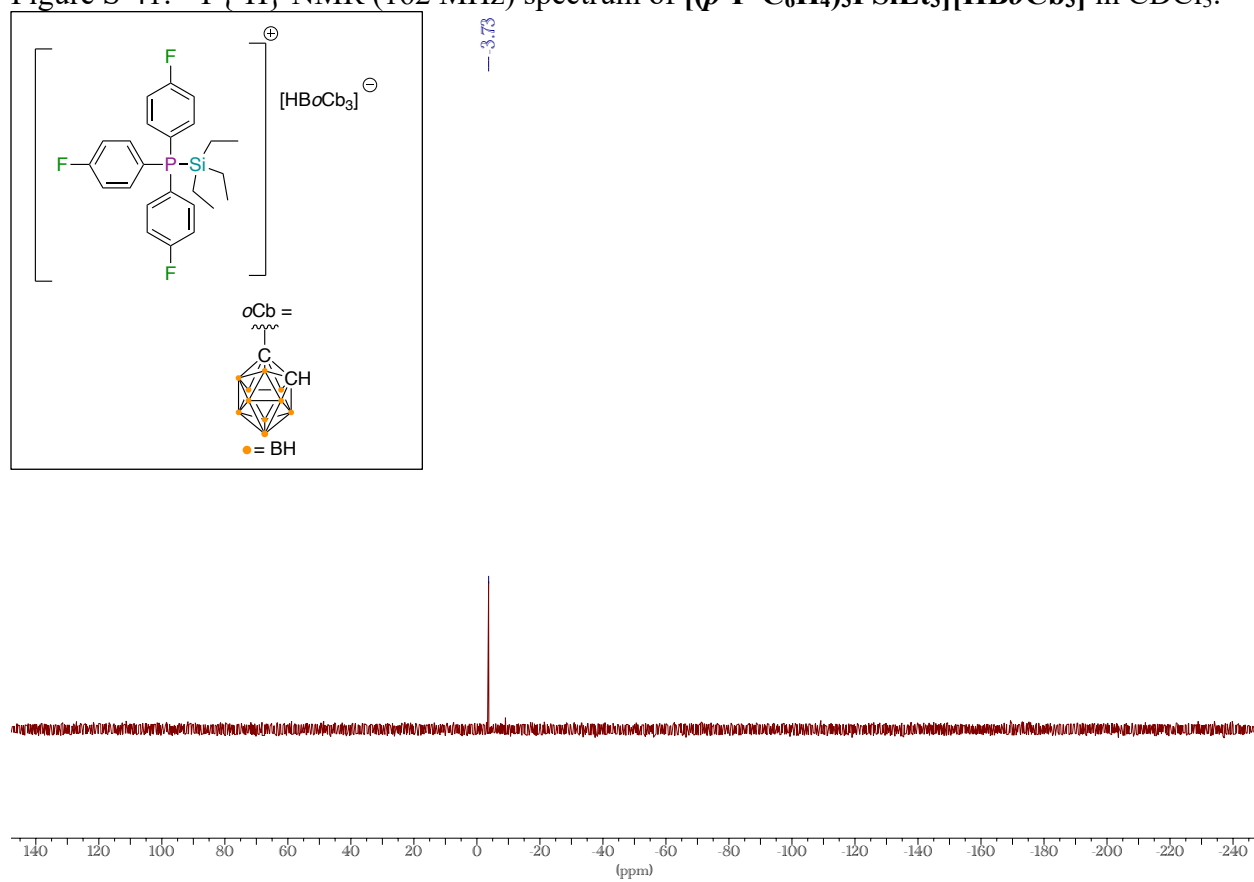 Figure S-41. ³¹P{¹H} NMR (162 MHz) spectrum of [(p-F-C₆H₄)₃PSiEt₃][HBoCb₃] in CDCl₃.
-3.73
F
⊕
[HBoCb₃] ⊖
F
P
Si
F
oCb =
C
CH
= BH
140 120 100 80 60 40 20 0 -20 -40 -60 -80 -100 -120 -140 -160 -180 -200 -220 -240
(ppm)